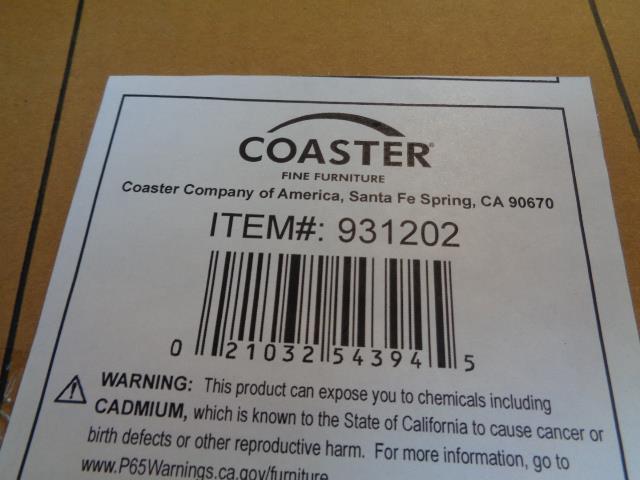 COASTER®
FINE FURNITURE
Coaster Company of America, Santa Fe Spring, CA 90670
ITEM#: 931202
0 21032 54394 5
WARNING: This product can expose you to chemicals including
CADMIUM, which is known to the State of California to cause cancer or
birth defects or other reproductive harm. For more information, go to
www.P65Warnings.ca.gov/furniture